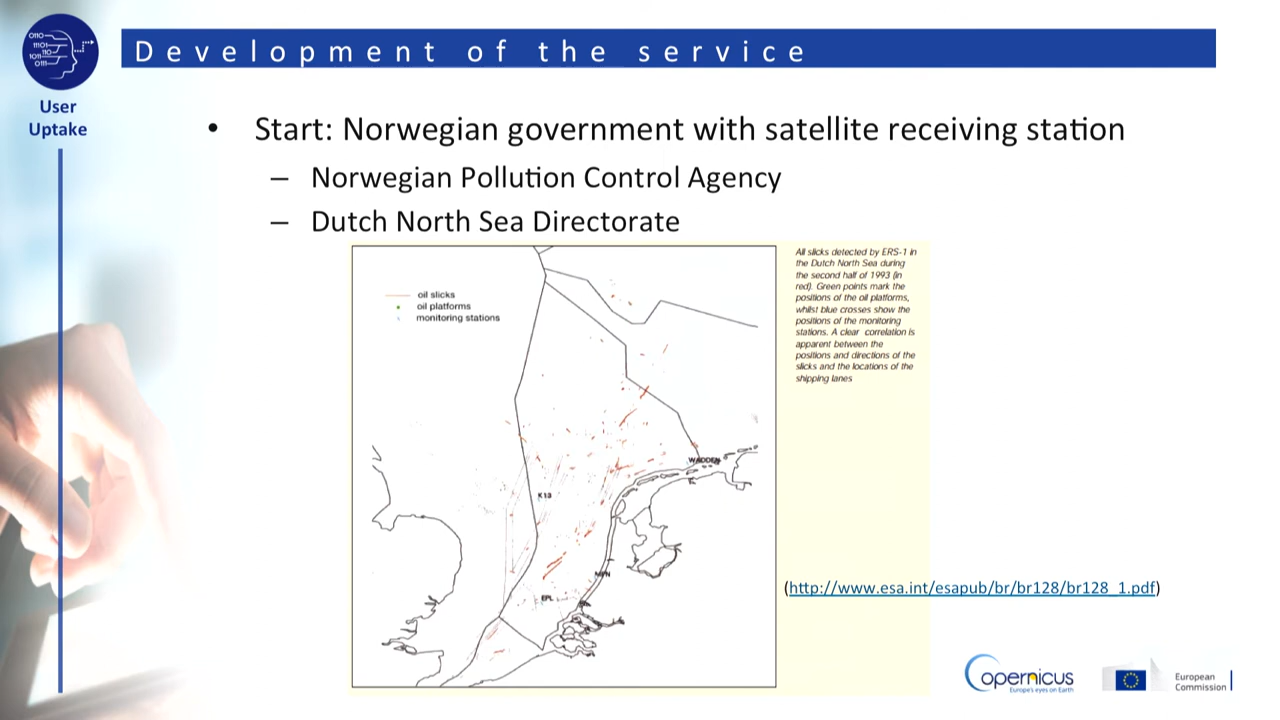 0110
11101
110
1011
0111
Development of the service
User
Uptake
• Start: Norwegian government with satellite receiving station
– Norwegian Pollution Control Agency
– Dutch North Sea Directorate
oil slicks
oil platforms
monitoring stations
All slicks detected by ERS-1 in
the Dutch North Sea during
the second half of 1993 (in
red). Green points mark the
positions of the oil platforms,
whilst blue crosses show the
positions of the monitoring
stations. A clear correlation is
apparent between the
positions and directions of the
slicks and the locations of the
shipping lanes
WADDEN
K13
EPL
(http://www.esa.int/esapub/br/br128/br128_1.pdf)
Copernicus
Europe's eyes on Earth
European
Commission